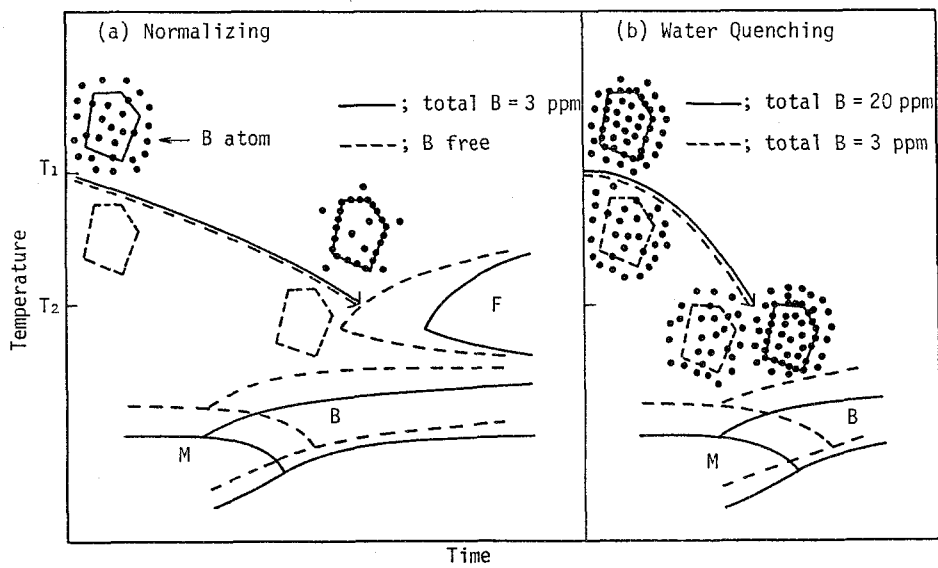 (a) Normalizing
; total B = 3 ppm
; B free
B atom
T1
T2
Temperature
F
B
M
(b) Water Quenching
; total B = 20 ppm
; total B = 3 ppm
B
M
Time